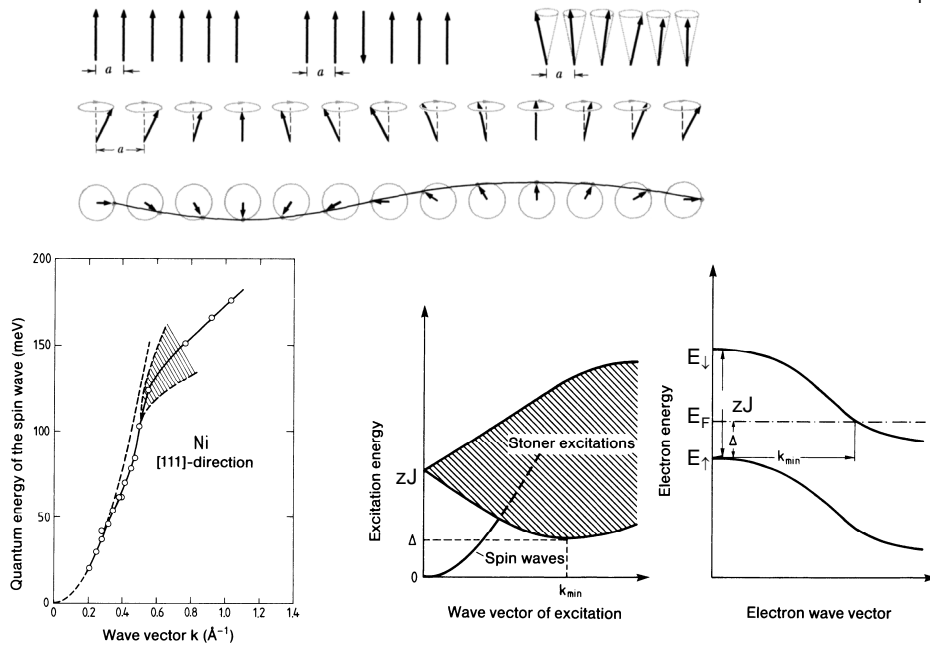 a
a
a
a
200
150
100
50
0
Quantum energy of the spin wave (meV)
Ni
[111]-direction
0 0.2 0.4 0.6 0.8 1.0 1.2 1.4
Wave vector k (Å⁻¹)
Excitation energy
zJ
Δ
0
Stoner excitations
Spin waves
k min
Wave vector of excitation
Electron energy
E↓
E_F
E↑
zJ
Δ
k min
Electron wave vector